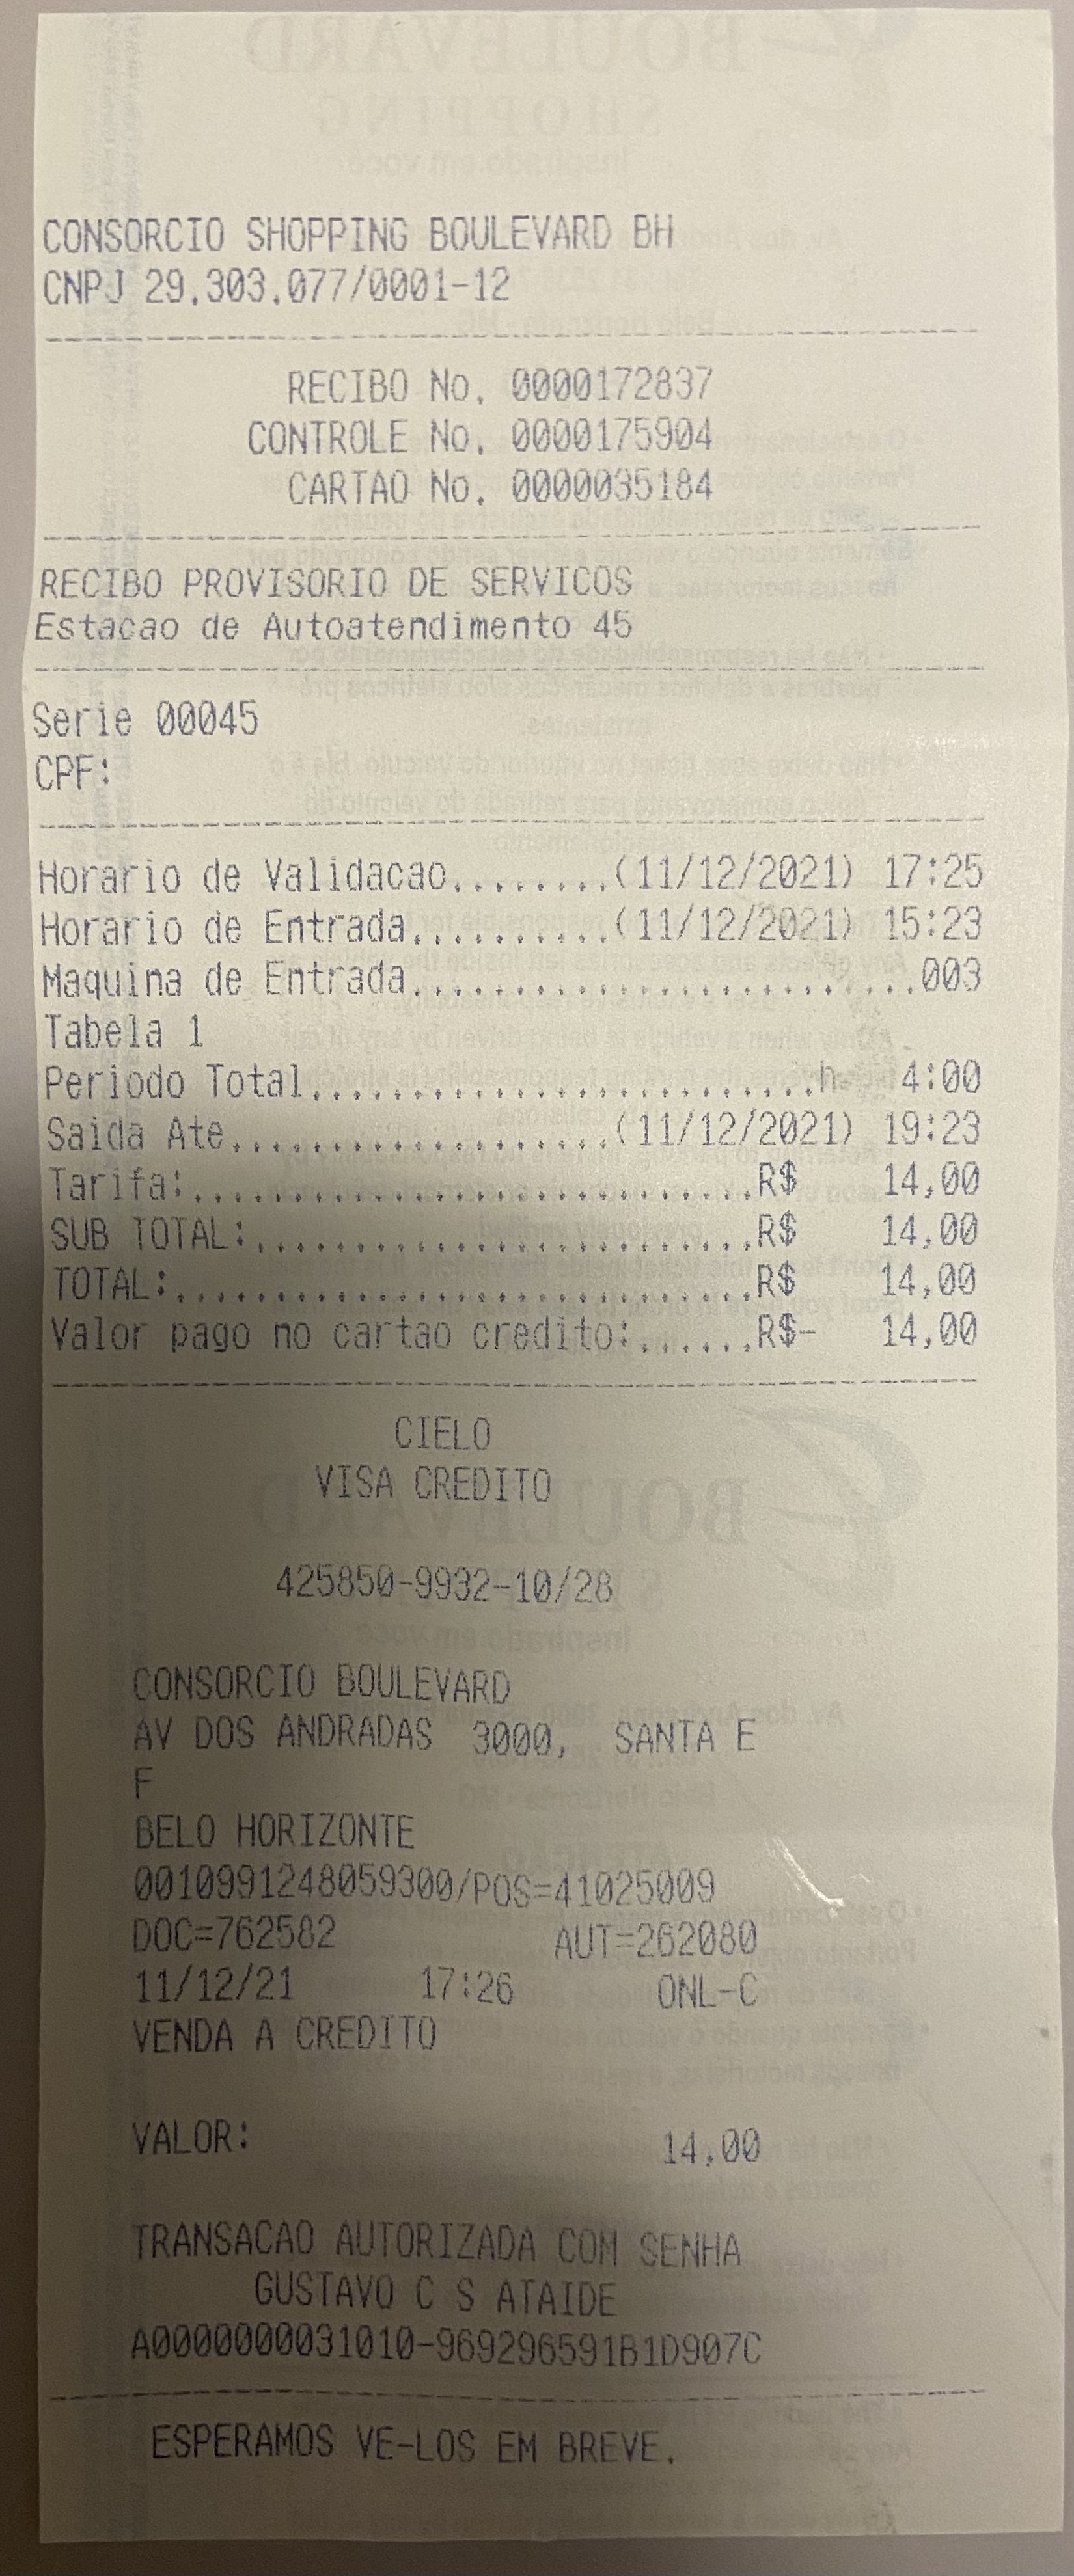 CONSORCIO SHOPPING BOULEVARD BH
CNPJ 29.303.077/0001-12
RECIBO No. 0000172837
CONTROLE No. 0000175904
CARTAO No. 0000035184
RECIBO PROVISORIO DE SERVICOS
Estacao de Autoatendimento 45
Serie 00045
CPF:
Horario de Validacao........(11/12/2021) 17:25
Horario de Entrada..........(11/12/2021) 15:23
Maquina de Entrada.........................003
Tabela 1
Periodo Total.........................h- 4:00
Saida Ate...................(11/12/2021) 19:23
Tarifa:............................R$ 14,00
SUB TOTAL:.........................R$ 14,00
TOTAL:.............................R$ 14,00
Valor pago no cartao credito:......R$- 14,00
CIELO
VISA CREDITO
425850-9932-10/28
CONSORCIO BOULEVARD
AV DOS ANDRADAS 3000, SANTA E
F
BELO HORIZONTE
0010991248059300/POS=41025009
DOC=762582 AUT=262080
11/12/21 17:26 ONL-C
VENDA A CREDITO
VALOR: 14,00
TRANSACAO AUTORIZADA COM SENHA
GUSTAVO C S ATAIDE
A0000000031010-969296591B1D907C
ESPERAMOS VE-LOS EM BREVE.